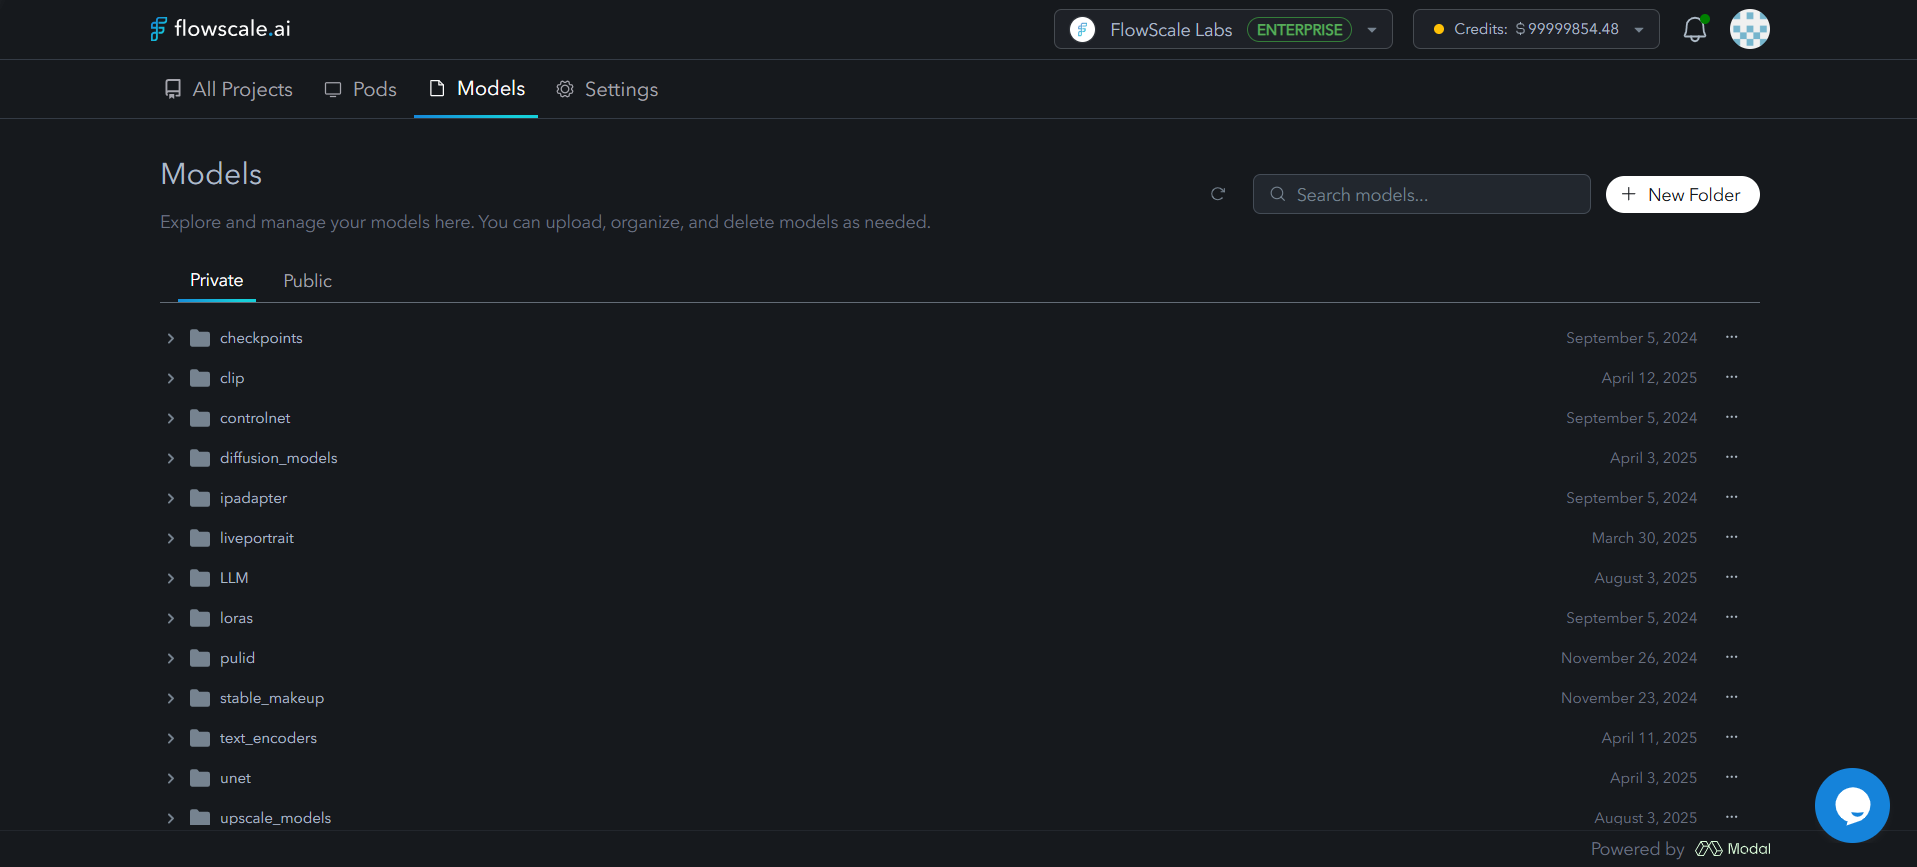 flowscale.ai
FlowScale Labs ENTERPRISE
Credits: $ 99999854.48
All Projects
Pods
Models
Settings
Models
Explore and manage your models here. You can upload, organize, and delete models as needed.
Search models...
+ New Folder
Private
Public
checkpoints September 5, 2024 ...
clip April 12, 2025 ...
controlnet September 5, 2024 ...
diffusion_models April 3, 2025 ...
ipadapter September 5, 2024 ...
liveportrait March 30, 2025 ...
LLM August 3, 2025 ...
loras September 5, 2024 ...
pulid November 26, 2024 ...
stable_makeup November 23, 2024 ...
text_encoders April 11, 2025 ...
unet April 3, 2025 ...
upscale_models August 3, 2025 ...
Powered by Modal